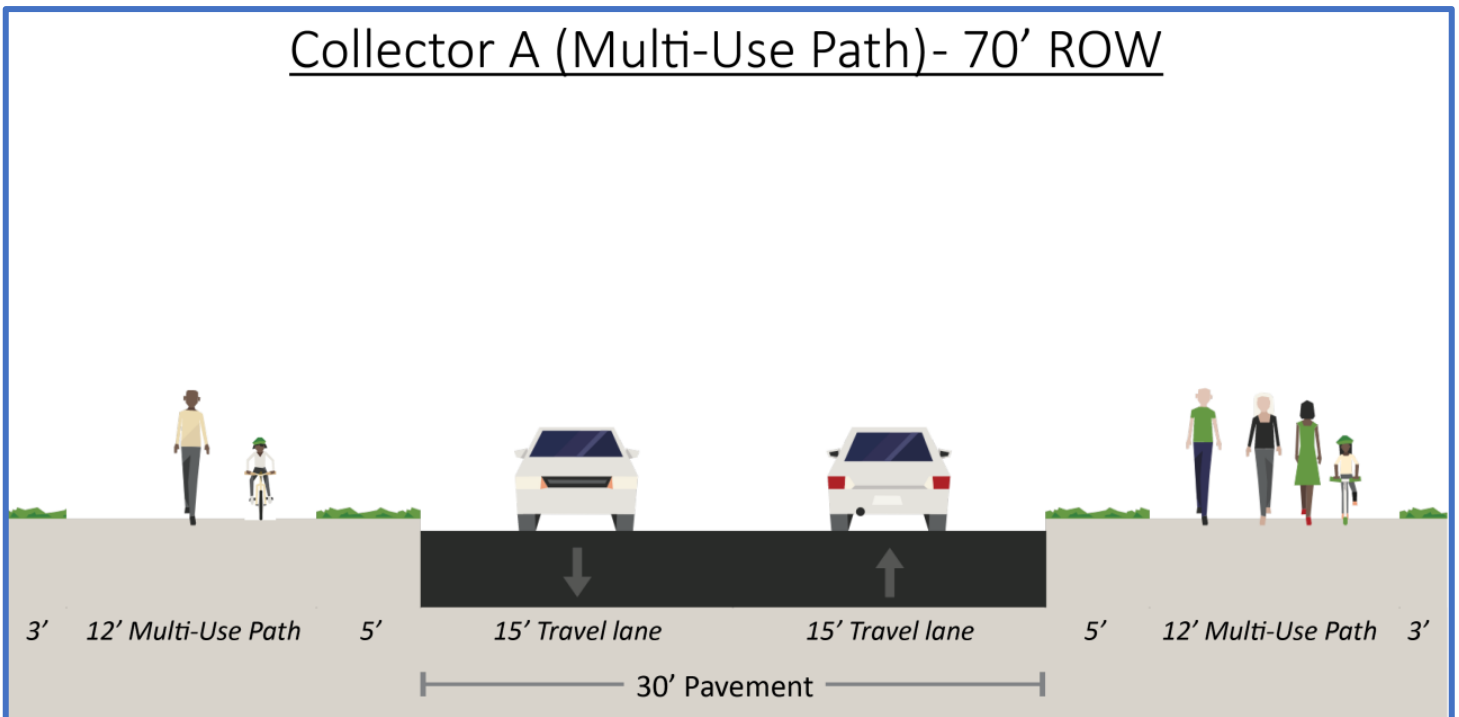 Collector A (Multi-Use Path) - 70’ ROW
3’ 12’ Multi-Use Path 5’ 15’ Travel lane 15’ Travel lane 5’ 12’ Multi-Use Path 3’
30’ Pavement